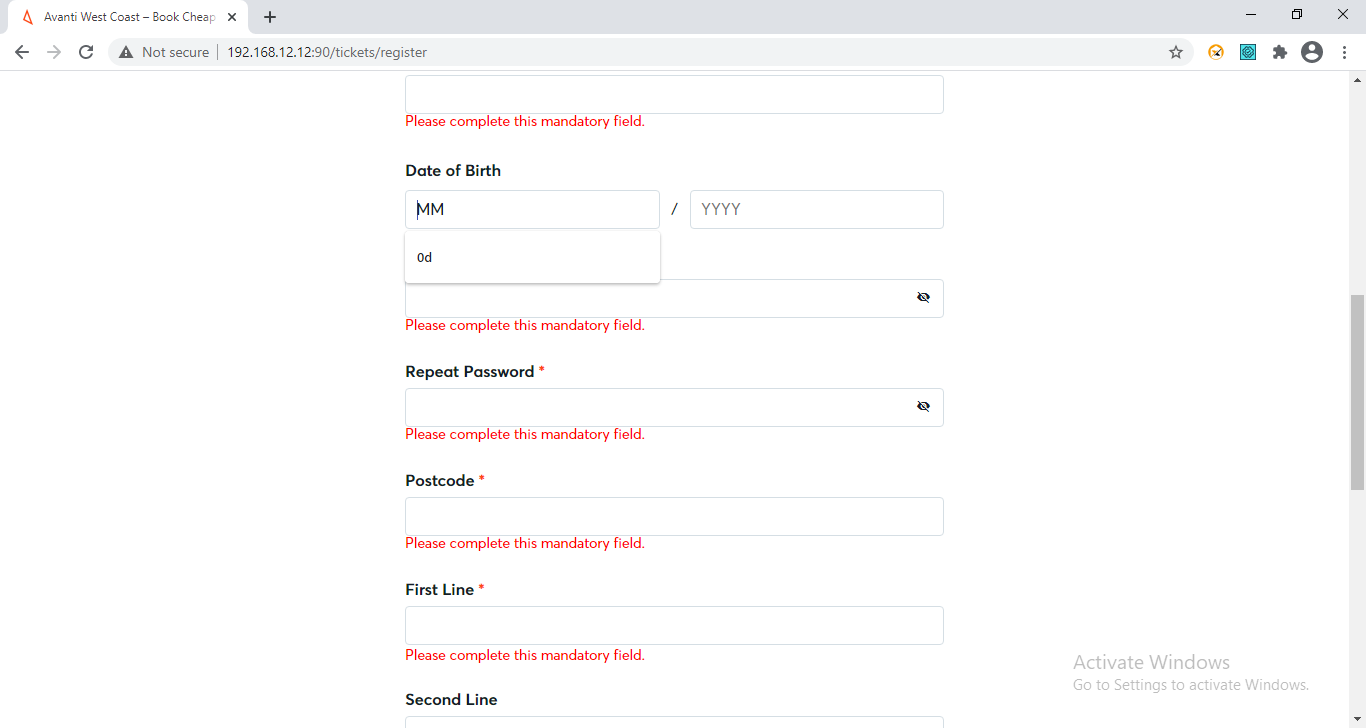 Avanti West Coast – Book Cheap
Not secure
192.168.12.12:90/tickets/register
Please complete this mandatory field.
Date of Birth
MM / YYYY
0d
Please complete this mandatory field.
Repeat Password *
Please complete this mandatory field.
Postcode *
Please complete this mandatory field.
First Line *
Please complete this mandatory field.
Activate Windows
Go to Settings to activate Windows.
Second Line